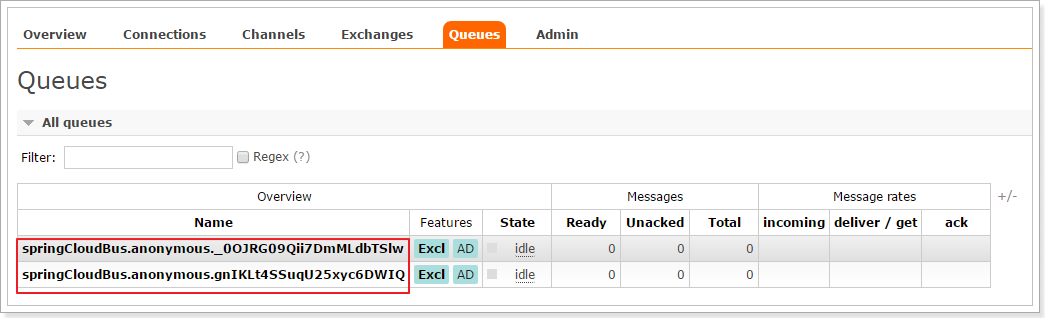 Overview Connections Channels Exchanges Queues Admin
Queues
All queues
Filter: Regex (?)
Overview Messages Message rates +/-
Name Features State Ready Unacked Total incoming deliver / get ack
springCloudBus.anonymous._0OJRG09Qii7DmMLdbTSlw Excl AD idle 0 0 0
springCloudBus.anonymous.gnIKLt4SSuqU25xyc6DWIQ Excl AD idle 0 0 0